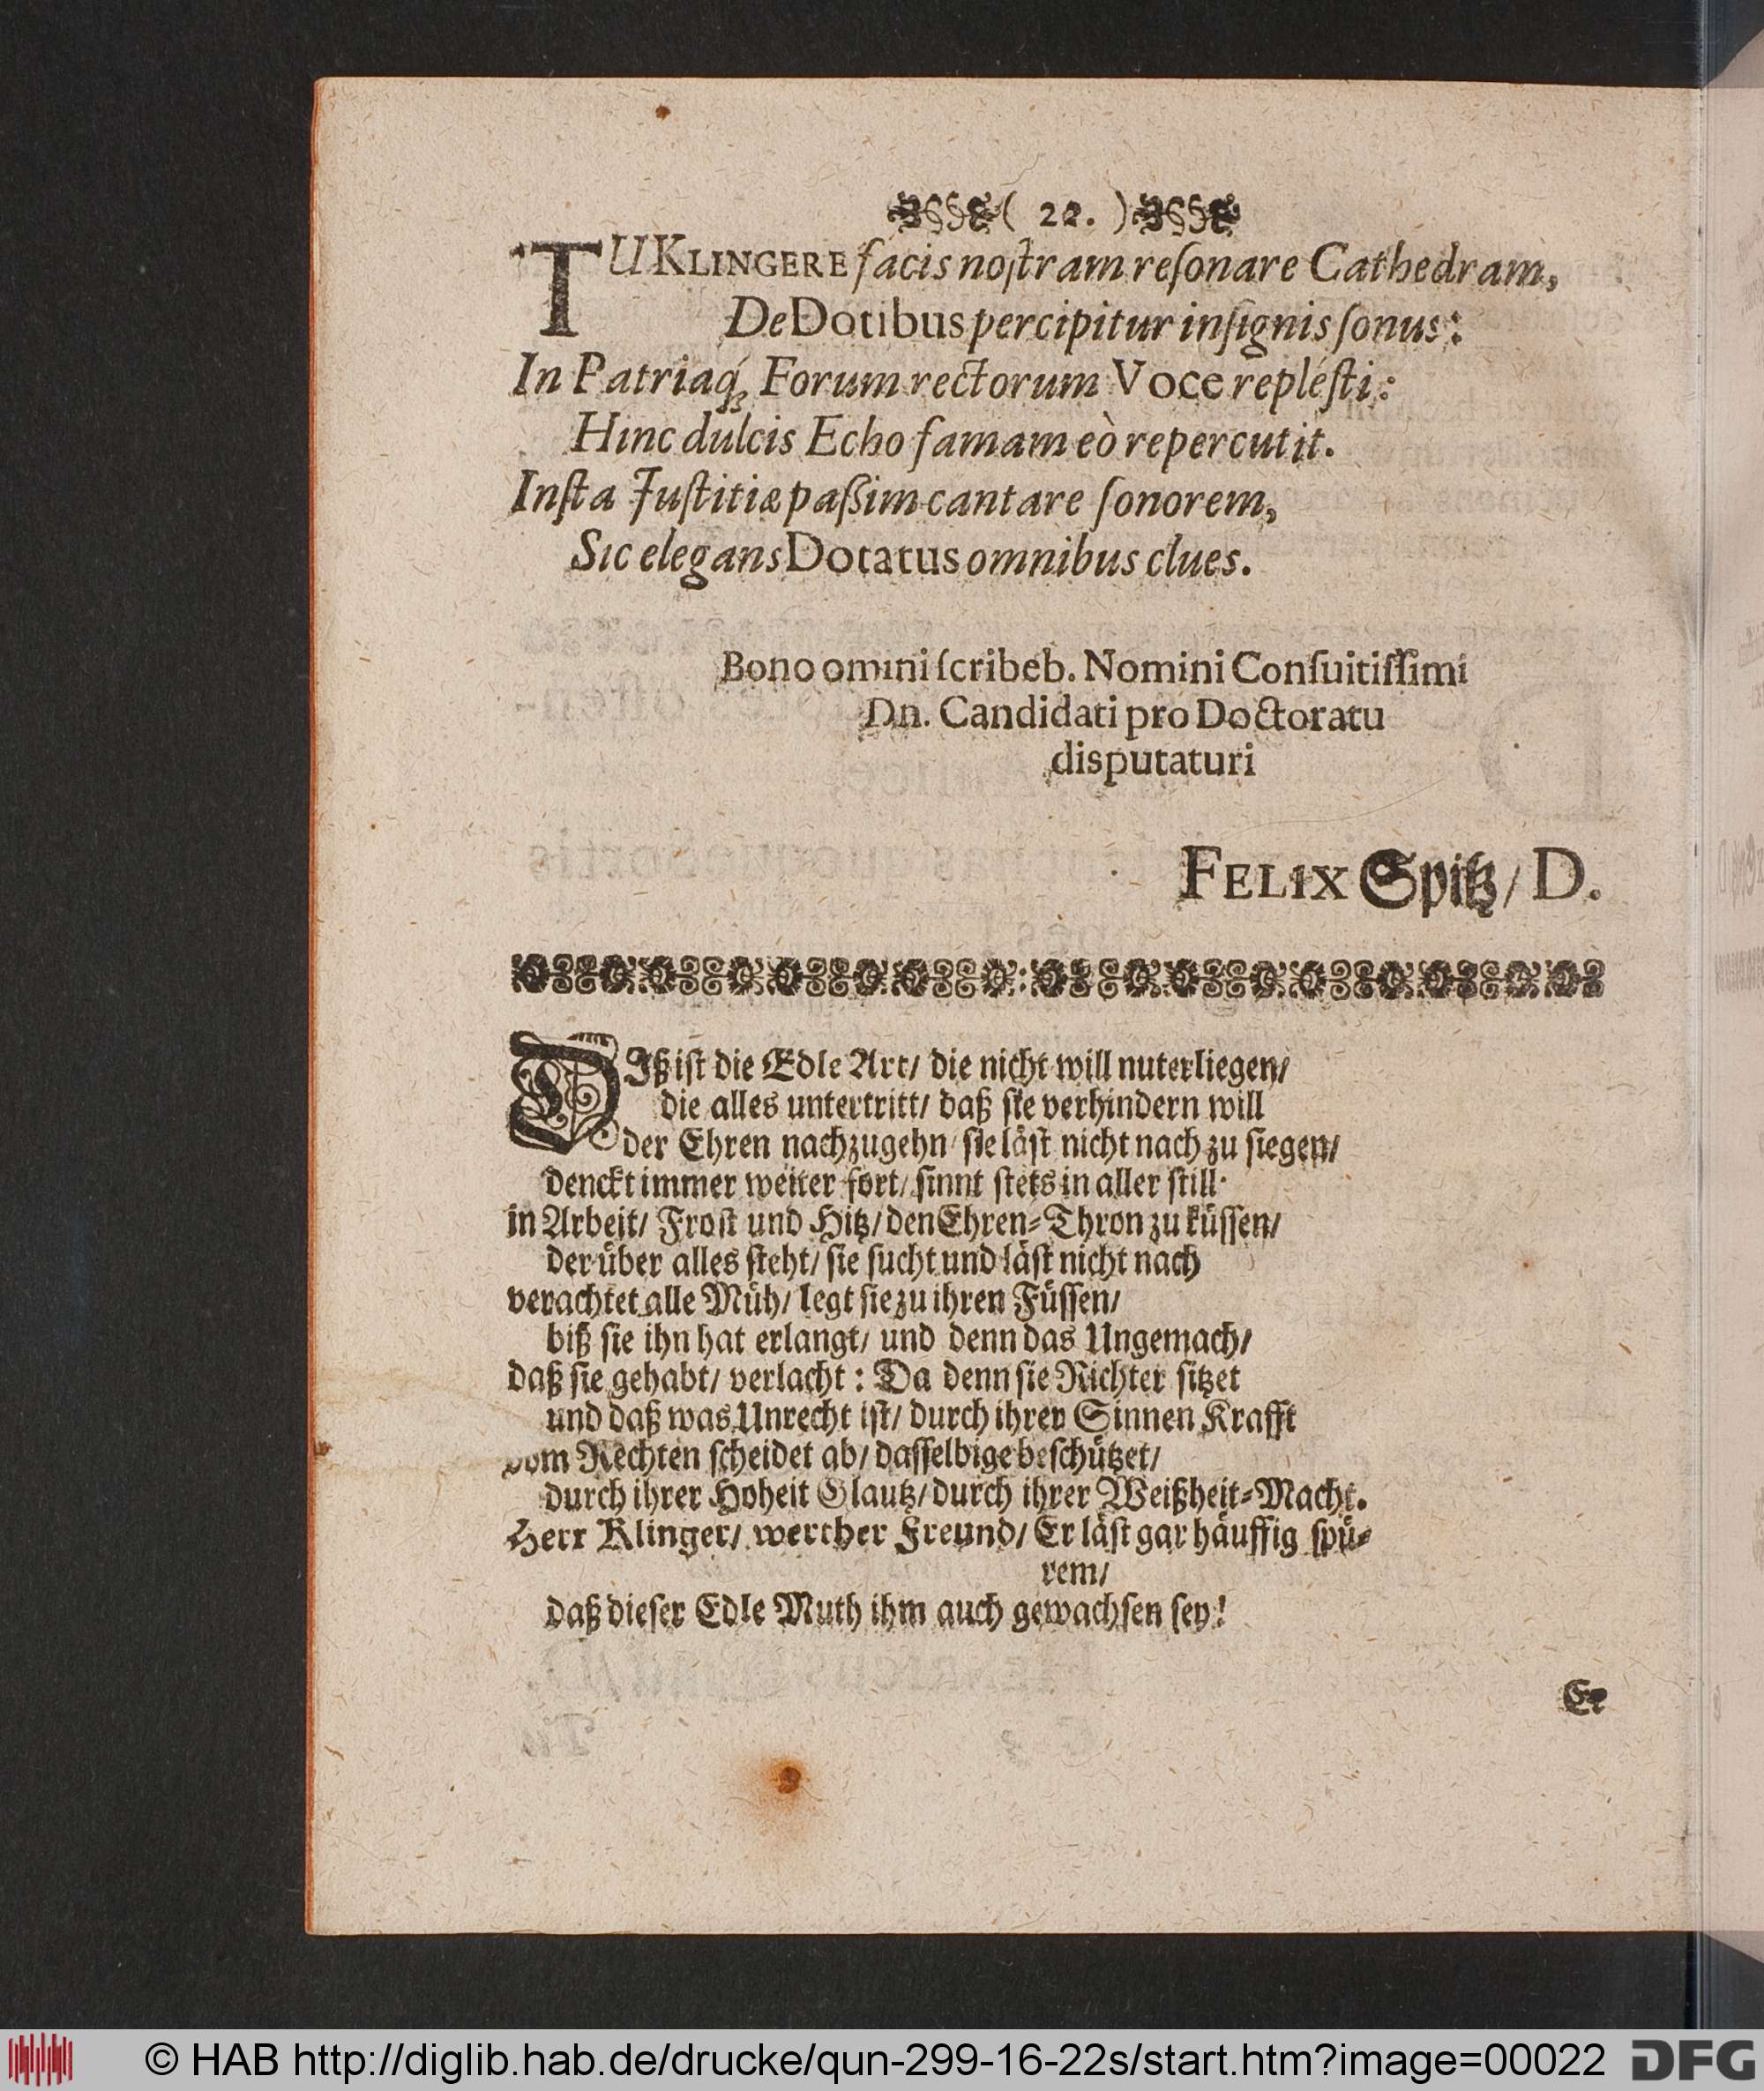 ( 22. )
TU KLINGERE facis noſtram reſonare Cathedram,
De Dotibus percipitur inſignis ſonus:
In Patriaq́; Forum rectorum Voce repleſti:
Hinc dulcis Echo famam eò repercutit.
Inſta Juſtitiæ paßim cantare ſonorem,
Sic elegans Dotatus omnibus clues.
Bono omini ſcribeb. Nomini Conſuitiſſimi
Dn. Candidati pro Doctoratu
disputaturi
FELIX Spitz/ D.
DIß iſt die Edle Art/ die nicht will nuterliegen/
die alles untertritt/ daß ſie verhindern will
der Ehren nachzugehn/ ſie läſt nicht nach zu ſiegen/
denckt immer weiter fort/ ſinnt ſtets in aller ſtill.
in Arbeit/ Froſt und Hitz/ den Ehren-Thron zu küſſen/
der über alles ſteht/ ſie ſucht und läſt nicht nach
verachtet alle Müh/ legt ſie zu ihren Füſſen/
biß ſie ihn hat erlangt/ und denn das Ungemach/
daß ſie gehabt/ verlacht: Da denn ſie Richter ſitzet
und daß was Unrecht iſt/ durch ihrer Sinnen Krafft
vom Rechten ſcheidet ab/ daſſelbige beſchützet/
durch ihrer Hoheit Glautz/ durch ihrer Weißheit-Macht.
Herr Klinger/ werther Freund/ Er läſt gar häuffig ſpü-
rem/
daß dieſer Edle Muth ihm auch gewachſen ſey!
Er
© HAB http://diglib.hab.de/drucke/qun-299-16-22s/start.htm?image=00022
DFG